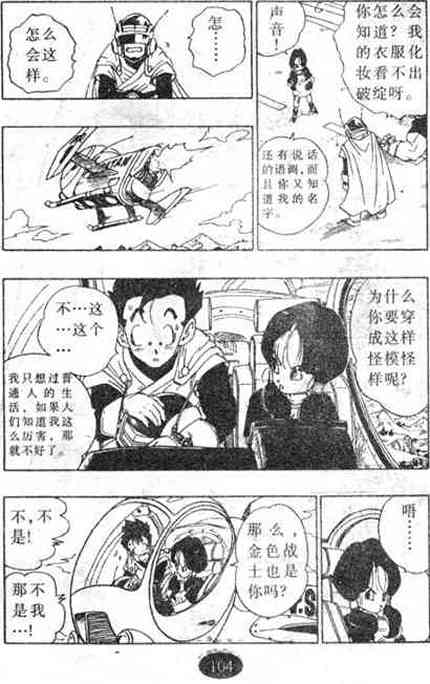 你怎么会
知道?我
的衣服化
妆看不出
破绽呀。
声音!
还有说话
的语调,而
且你又知
道我的名
字。
怎……
怎么
会这
样。
为什么
你要穿
成这样
怪模怪
样呢?
不…这
…这个
…
我只想过普
通人的生
活,如果人
们知道我这
么厉害,那
就不好了。
唔……
那么,
金色战
士也是
你吗?
不,不
是!
那不
是我
…!
104